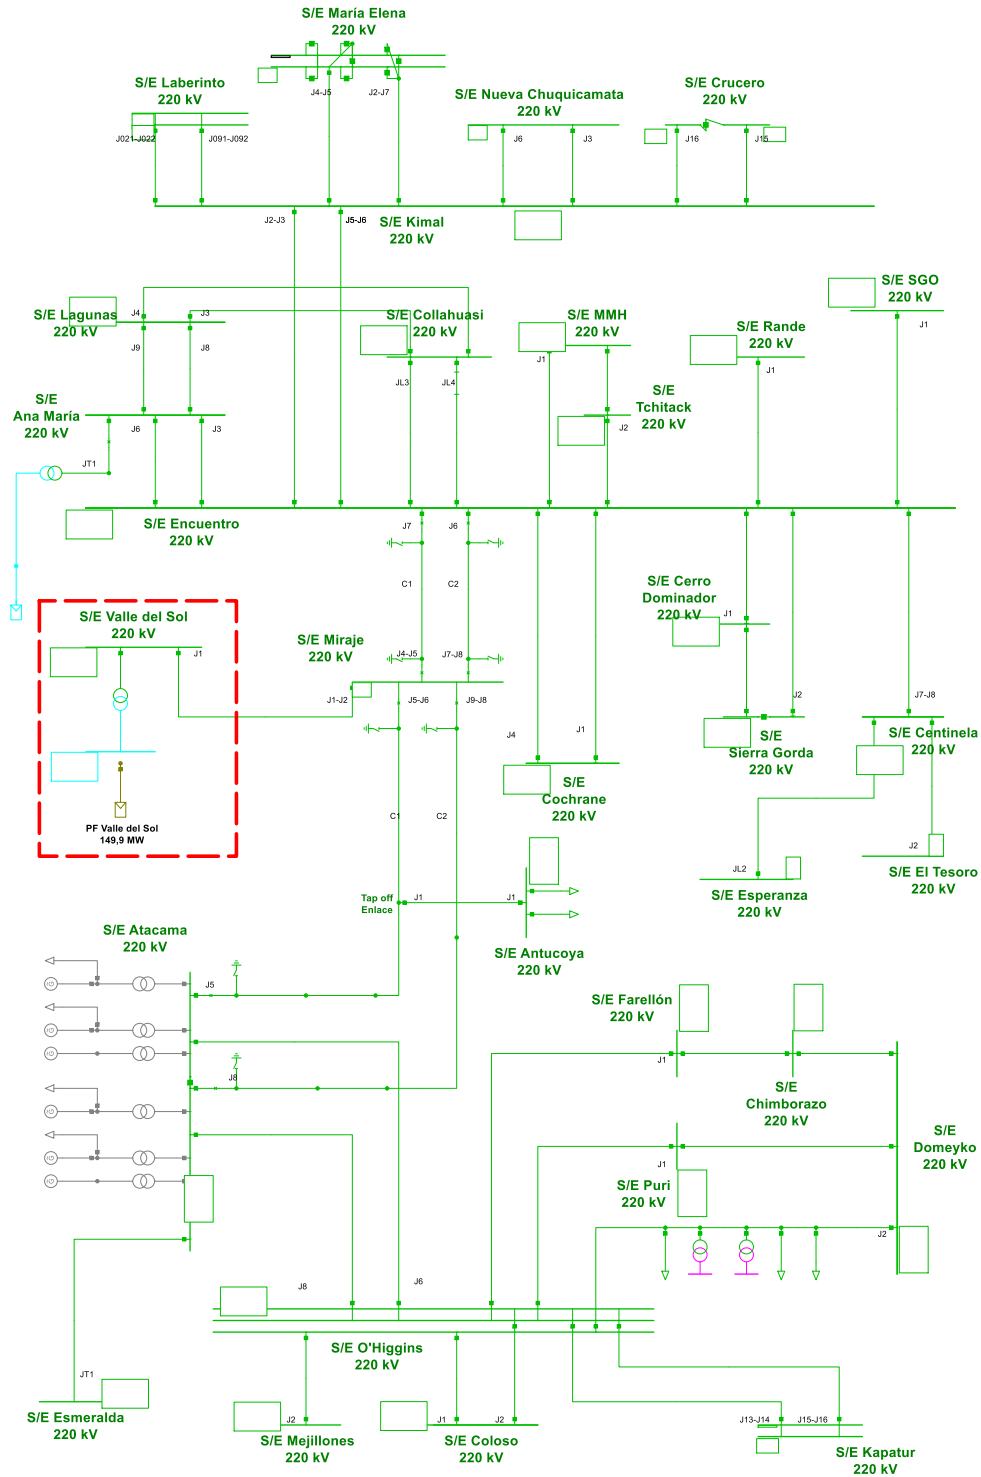 S/E María Elena
220 kV
J4-J5
J2-J7
S/E Laberinto
220 kV
J021-J022
J091-J092
S/E Nueva Chuquicamata
220 kV
J6
J3
S/E Crucero
220 kV
J16
J15
J2-J3
J5-J6
S/E Kimal
220 kV
S/E Lagunas
220 kV
J4
J3
J9
J8
S/E Collahuasi
220 kV
JL3
JL4
S/E MMH
220 kV
J1
S/E Rande
220 kV
J1
S/E SGO
220 kV
J1
S/E
Tchitack
220 kV
J2
S/E
Ana María
220 kV
J6
J3
JT1
S/E Encuentro
220 kV
J7
J6
C1
C2
S/E Valle del Sol
220 kV
J1
PF Valle del Sol
149,9 MW
S/E Miraje
220 kV
J4-J5
J7-J8
J1-J2
J5-J6
J9-J8
J4
J1
S/E
Cochrane
220 kV
S/E Cerro
Dominador
220 kV
J1
J2
S/E
Sierra Gorda
220 kV
J7-J8
S/E Centinela
220 kV
JL2
S/E Esperanza
220 kV
J2
S/E El Tesoro
220 kV
C1
C2
Tap off
Enlace
J1
J1
S/E Antucoya
220 kV
S/E Atacama
220 kV
J5
J8
G
G
G
G
G
G
S/E Farellón
220 kV
J1
S/E
Chimborazo
220 kV
S/E
Domeyko
220 kV
J1
S/E Puri
220 kV
J2
J8
J6
S/E O'Higgins
220 kV
JT1
S/E Esmeralda
220 kV
J2
S/E Mejillones
220 kV
J1
J2
S/E Coloso
220 kV
J13-J14
J15-J16
S/E Kapatur
220 kV